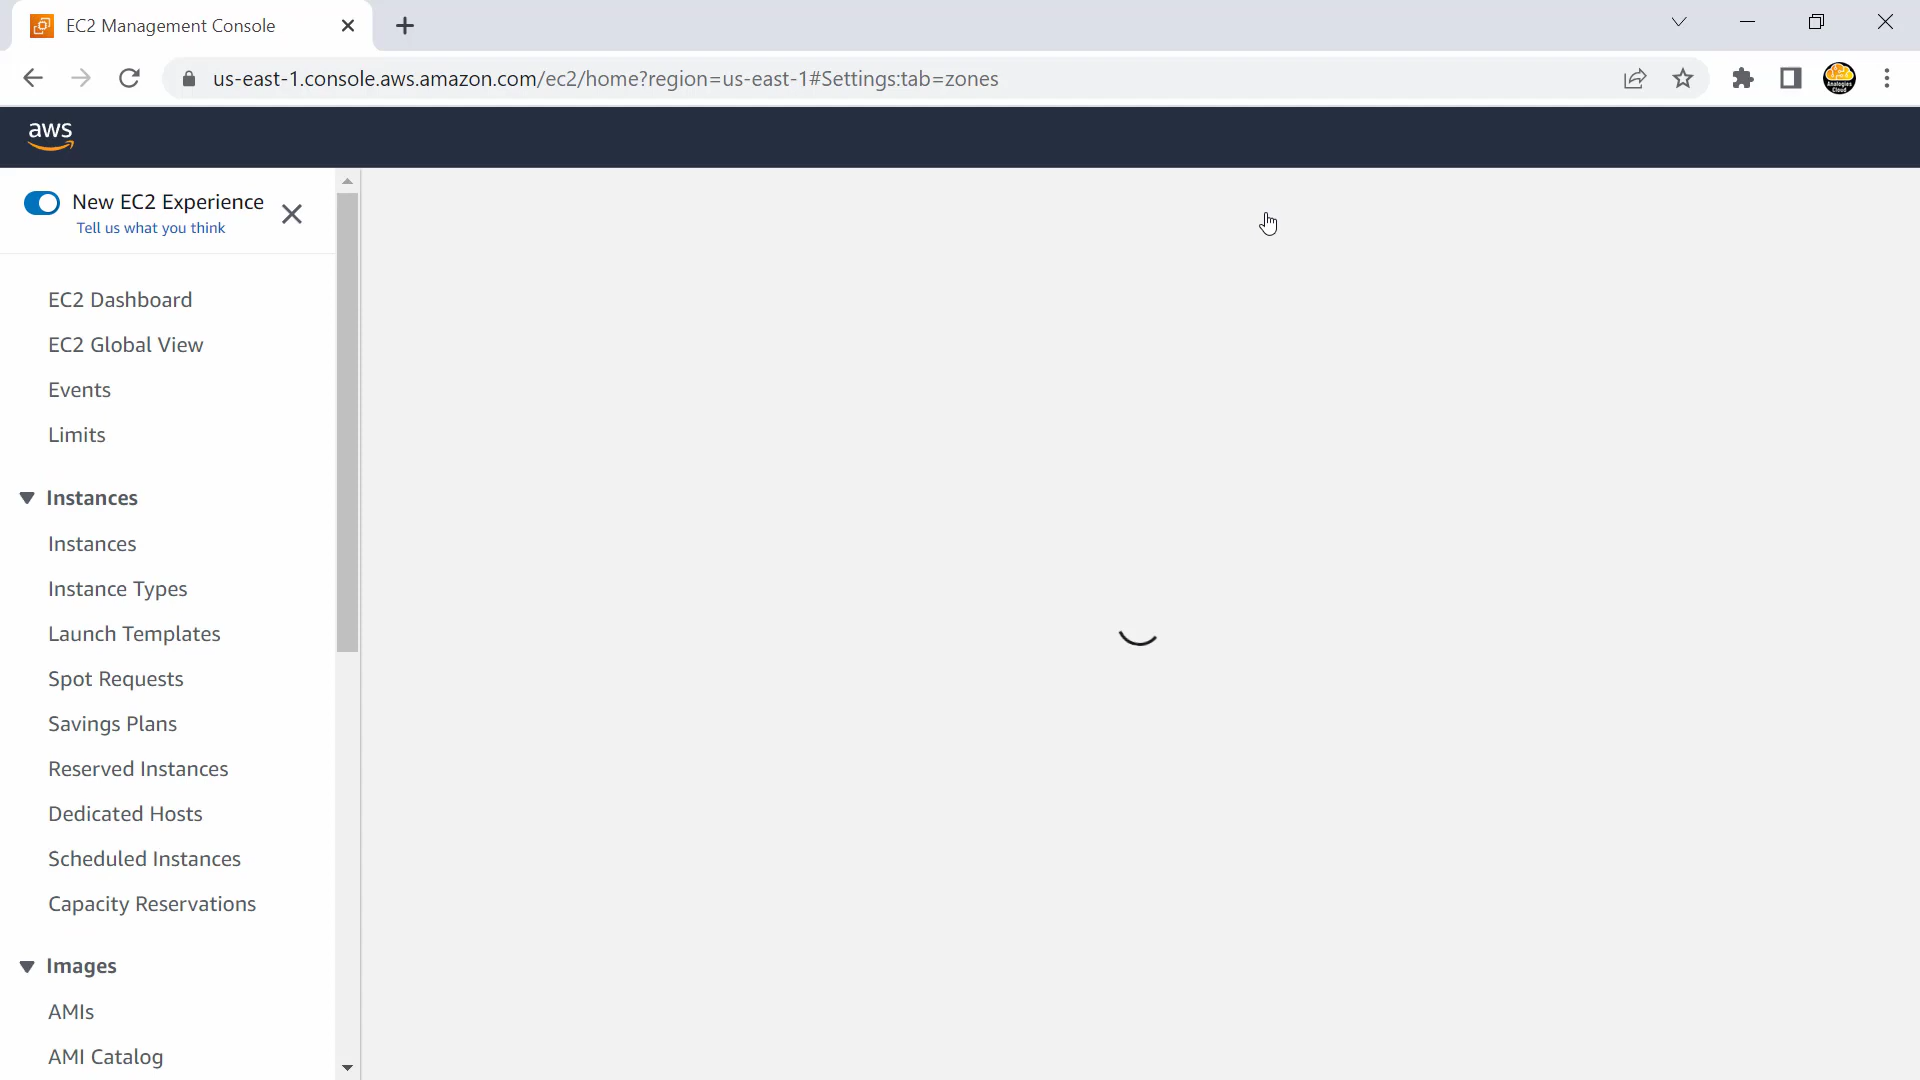 EC2 Management Console
us-east-1.console.aws.amazon.com/ec2/home?region=us-east-1#Settings:tab=zones
aws
New EC2 Experience
Tell us what you think
EC2 Dashboard
EC2 Global View
Events
Limits
Instances
Instances
Instance Types
Launch Templates
Spot Requests
Savings Plans
Reserved Instances
Dedicated Hosts
Scheduled Instances
Capacity Reservations
Images
AMIs
AMI Catalog